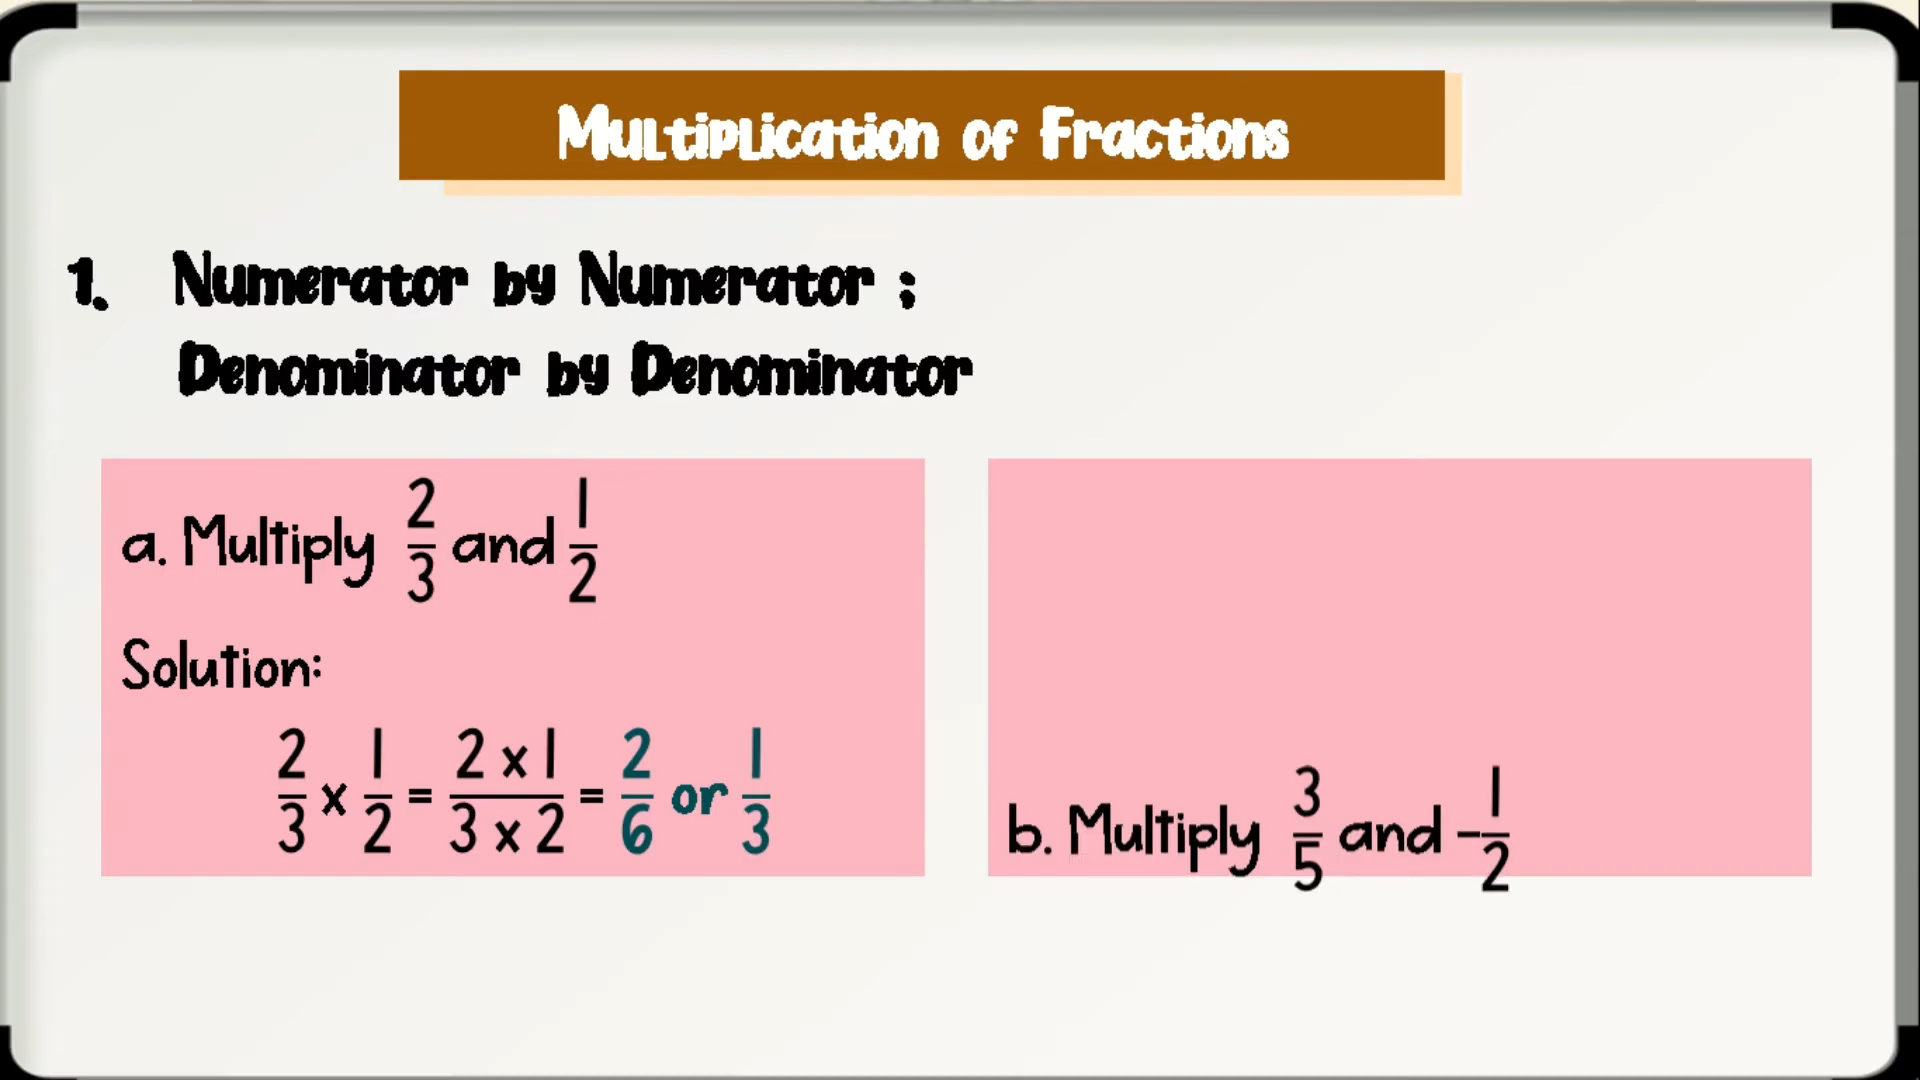 Multiplication of Fractions
1. Numerator by Numerator ;
Denominator by Denominator
a. Multiply 2/3 and 1/2
Solution:
2/3 x 1/2 = 2 x 1 / 3 x 2 = 2/6 or 1/3
b. Multiply 3/5 and -1/2